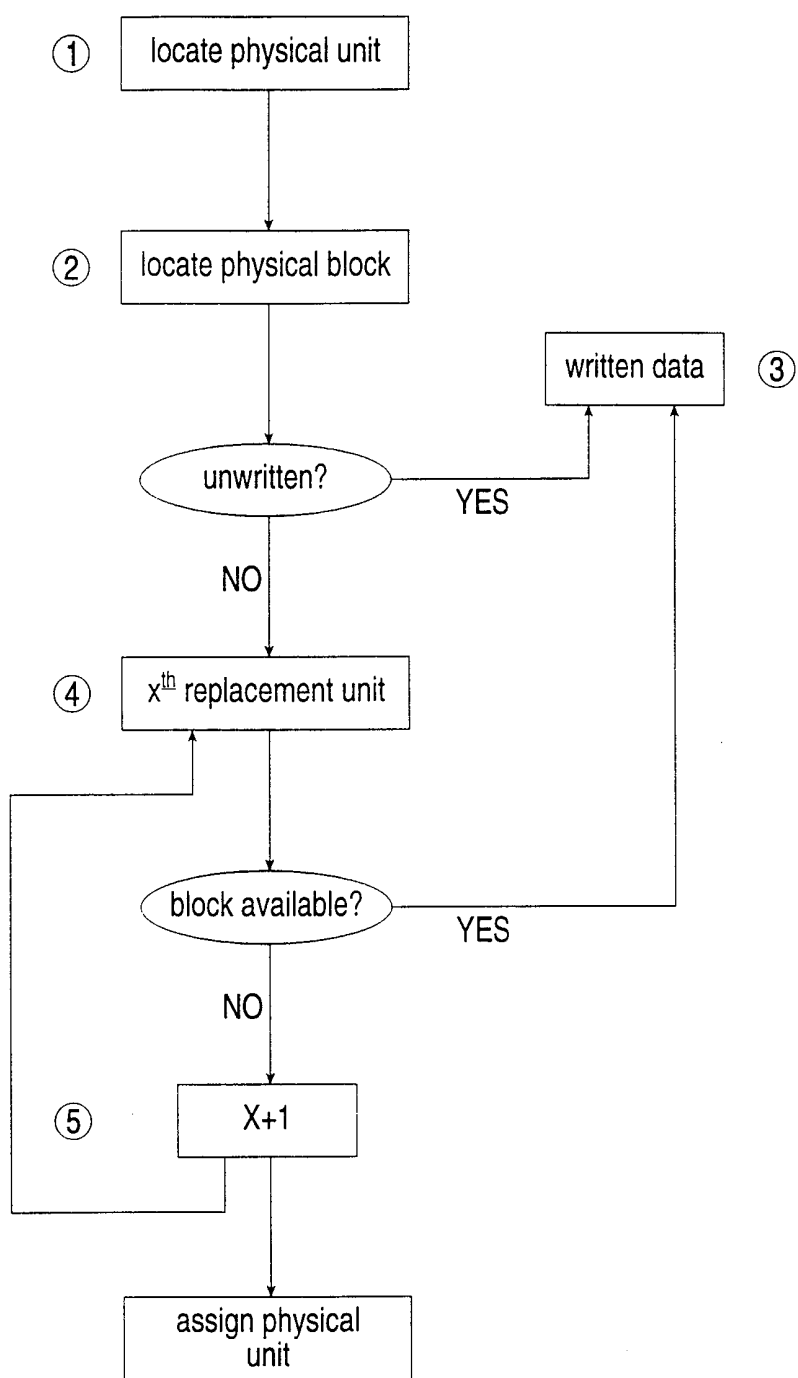 ① locate physical unit
② locate physical block
written data ③
unwritten?
YES
NO
④ xth replacement unit
block available?
YES
NO
⑤ X+1
assign physical
unit